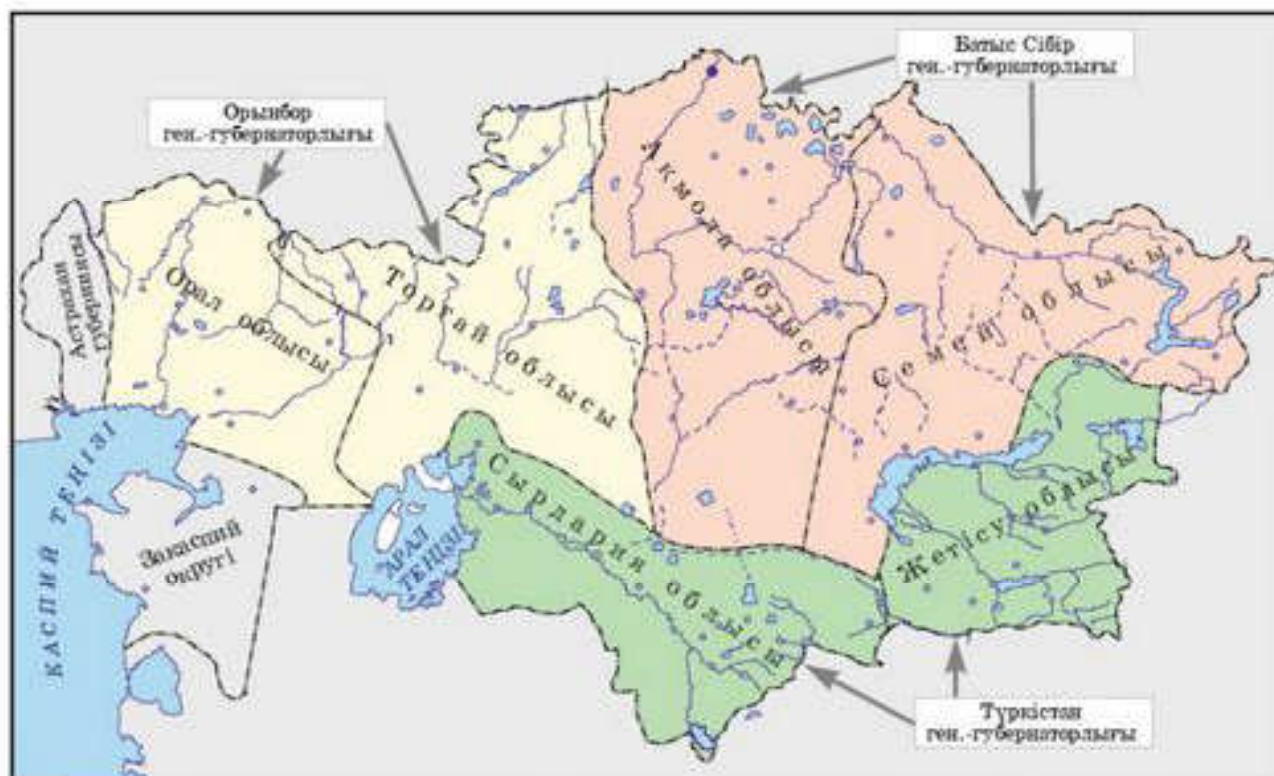 Батыс Сібір
ген.-губернаторлығы
Орынбор
ген.-губернаторлығы
Астрахан
Губерниясы
Орал облысы
Торғай облысы
Ақмола облысы
Семей облысы
КАСПИЙ ТЕҢІЗІ
Закаспий
округі
АРАЛ
ТЕҢІЗІ
Сырдария облысы
Жетісу облысы
Түркістан
ген.-губернаторлығы